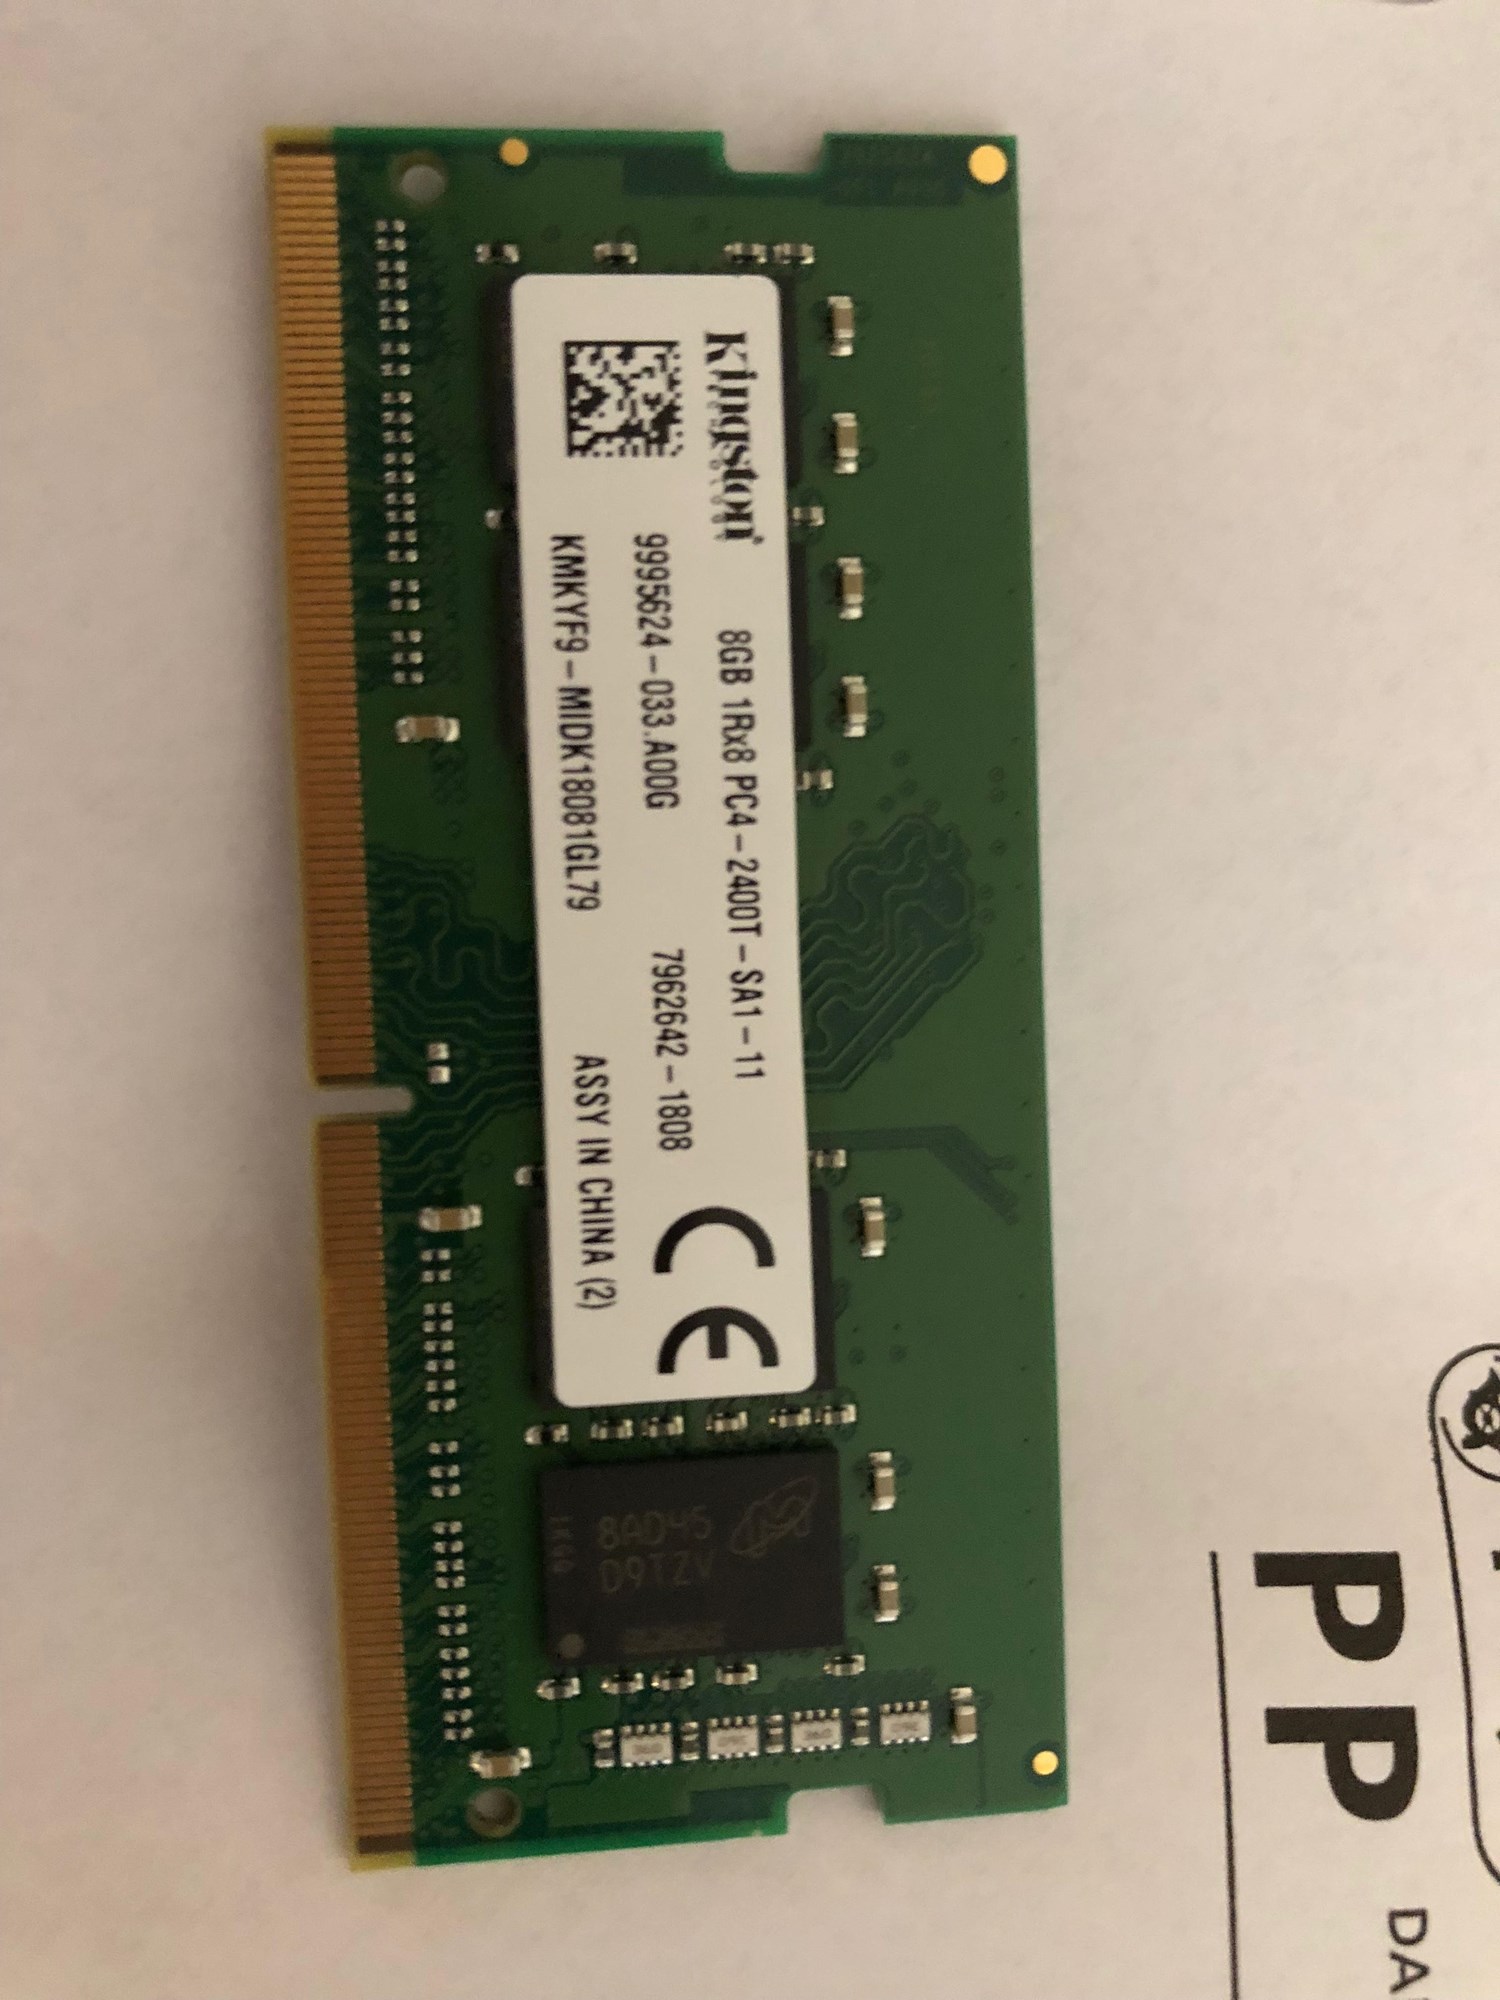 Kingston
8GB 1Rx8 PC4-2400T-SA1-11
9995624-033.A00G 7962642-1808
KMKYF9-MIDK18081GL79 ASSY IN CHINA (2)
CE
8AD45
D9TZV
PP